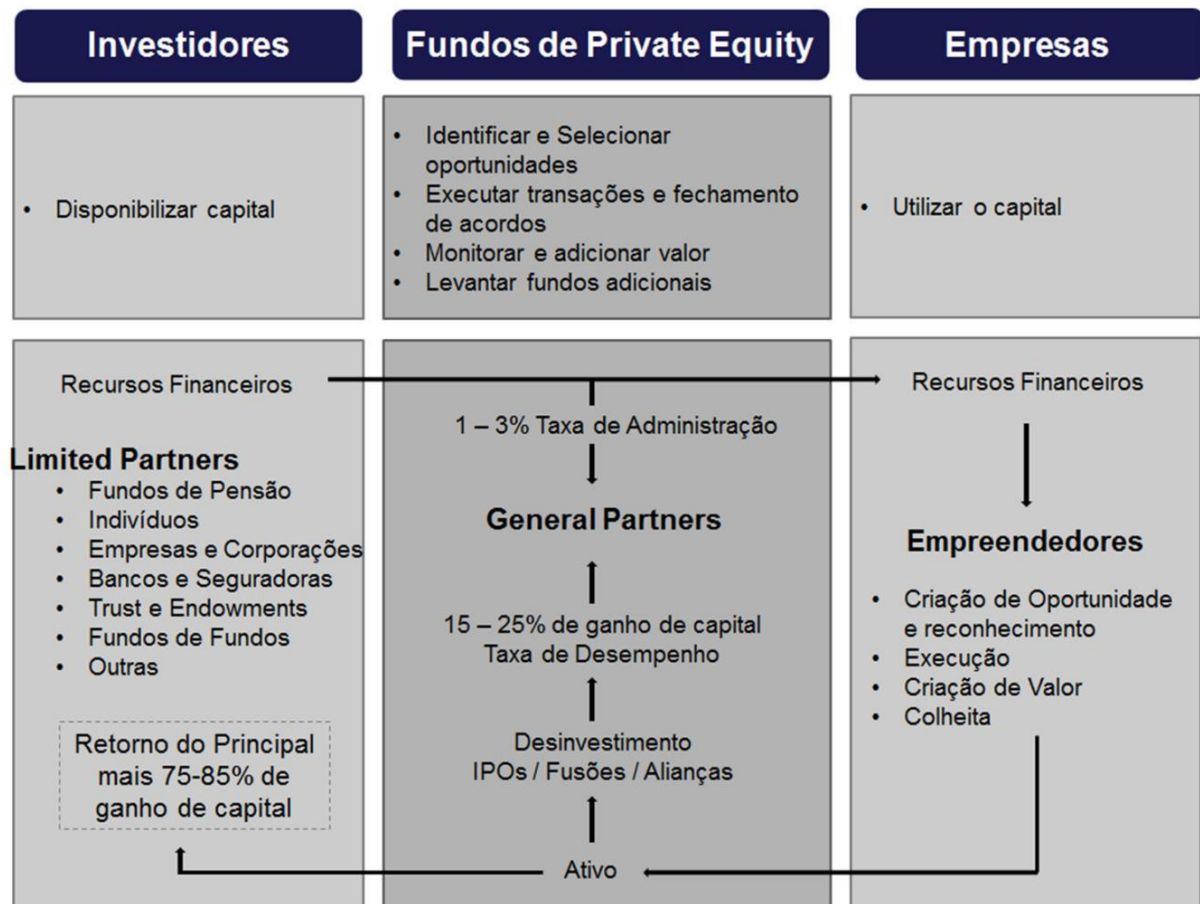 Investidores
Fundos de Private Equity
Empresas
• Disponibilizar capital
• Identificar e Selecionar
oportunidades
• Executar transações e fechamento
de acordos
• Monitorar e adicionar valor
• Levantar fundos adicionais
• Utilizar o capital
Recursos Financeiros
Limited Partners
• Fundos de Pensão
• Indivíduos
• Empresas e Corporações
• Bancos e Seguradoras
• Trust e Endowments
• Fundos de Fundos
• Outras
Retorno do Principal
mais 75-85% de
ganho de capital
1 – 3% Taxa de Administração
General Partners
15 – 25% de ganho de capital
Taxa de Desempenho
Desinvestimento
IPOs / Fusões / Alianças
Ativo
Recursos Financeiros
Empreendedores
• Criação de Oportunidade
e reconhecimento
• Execução
• Criação de Valor
• Colheita